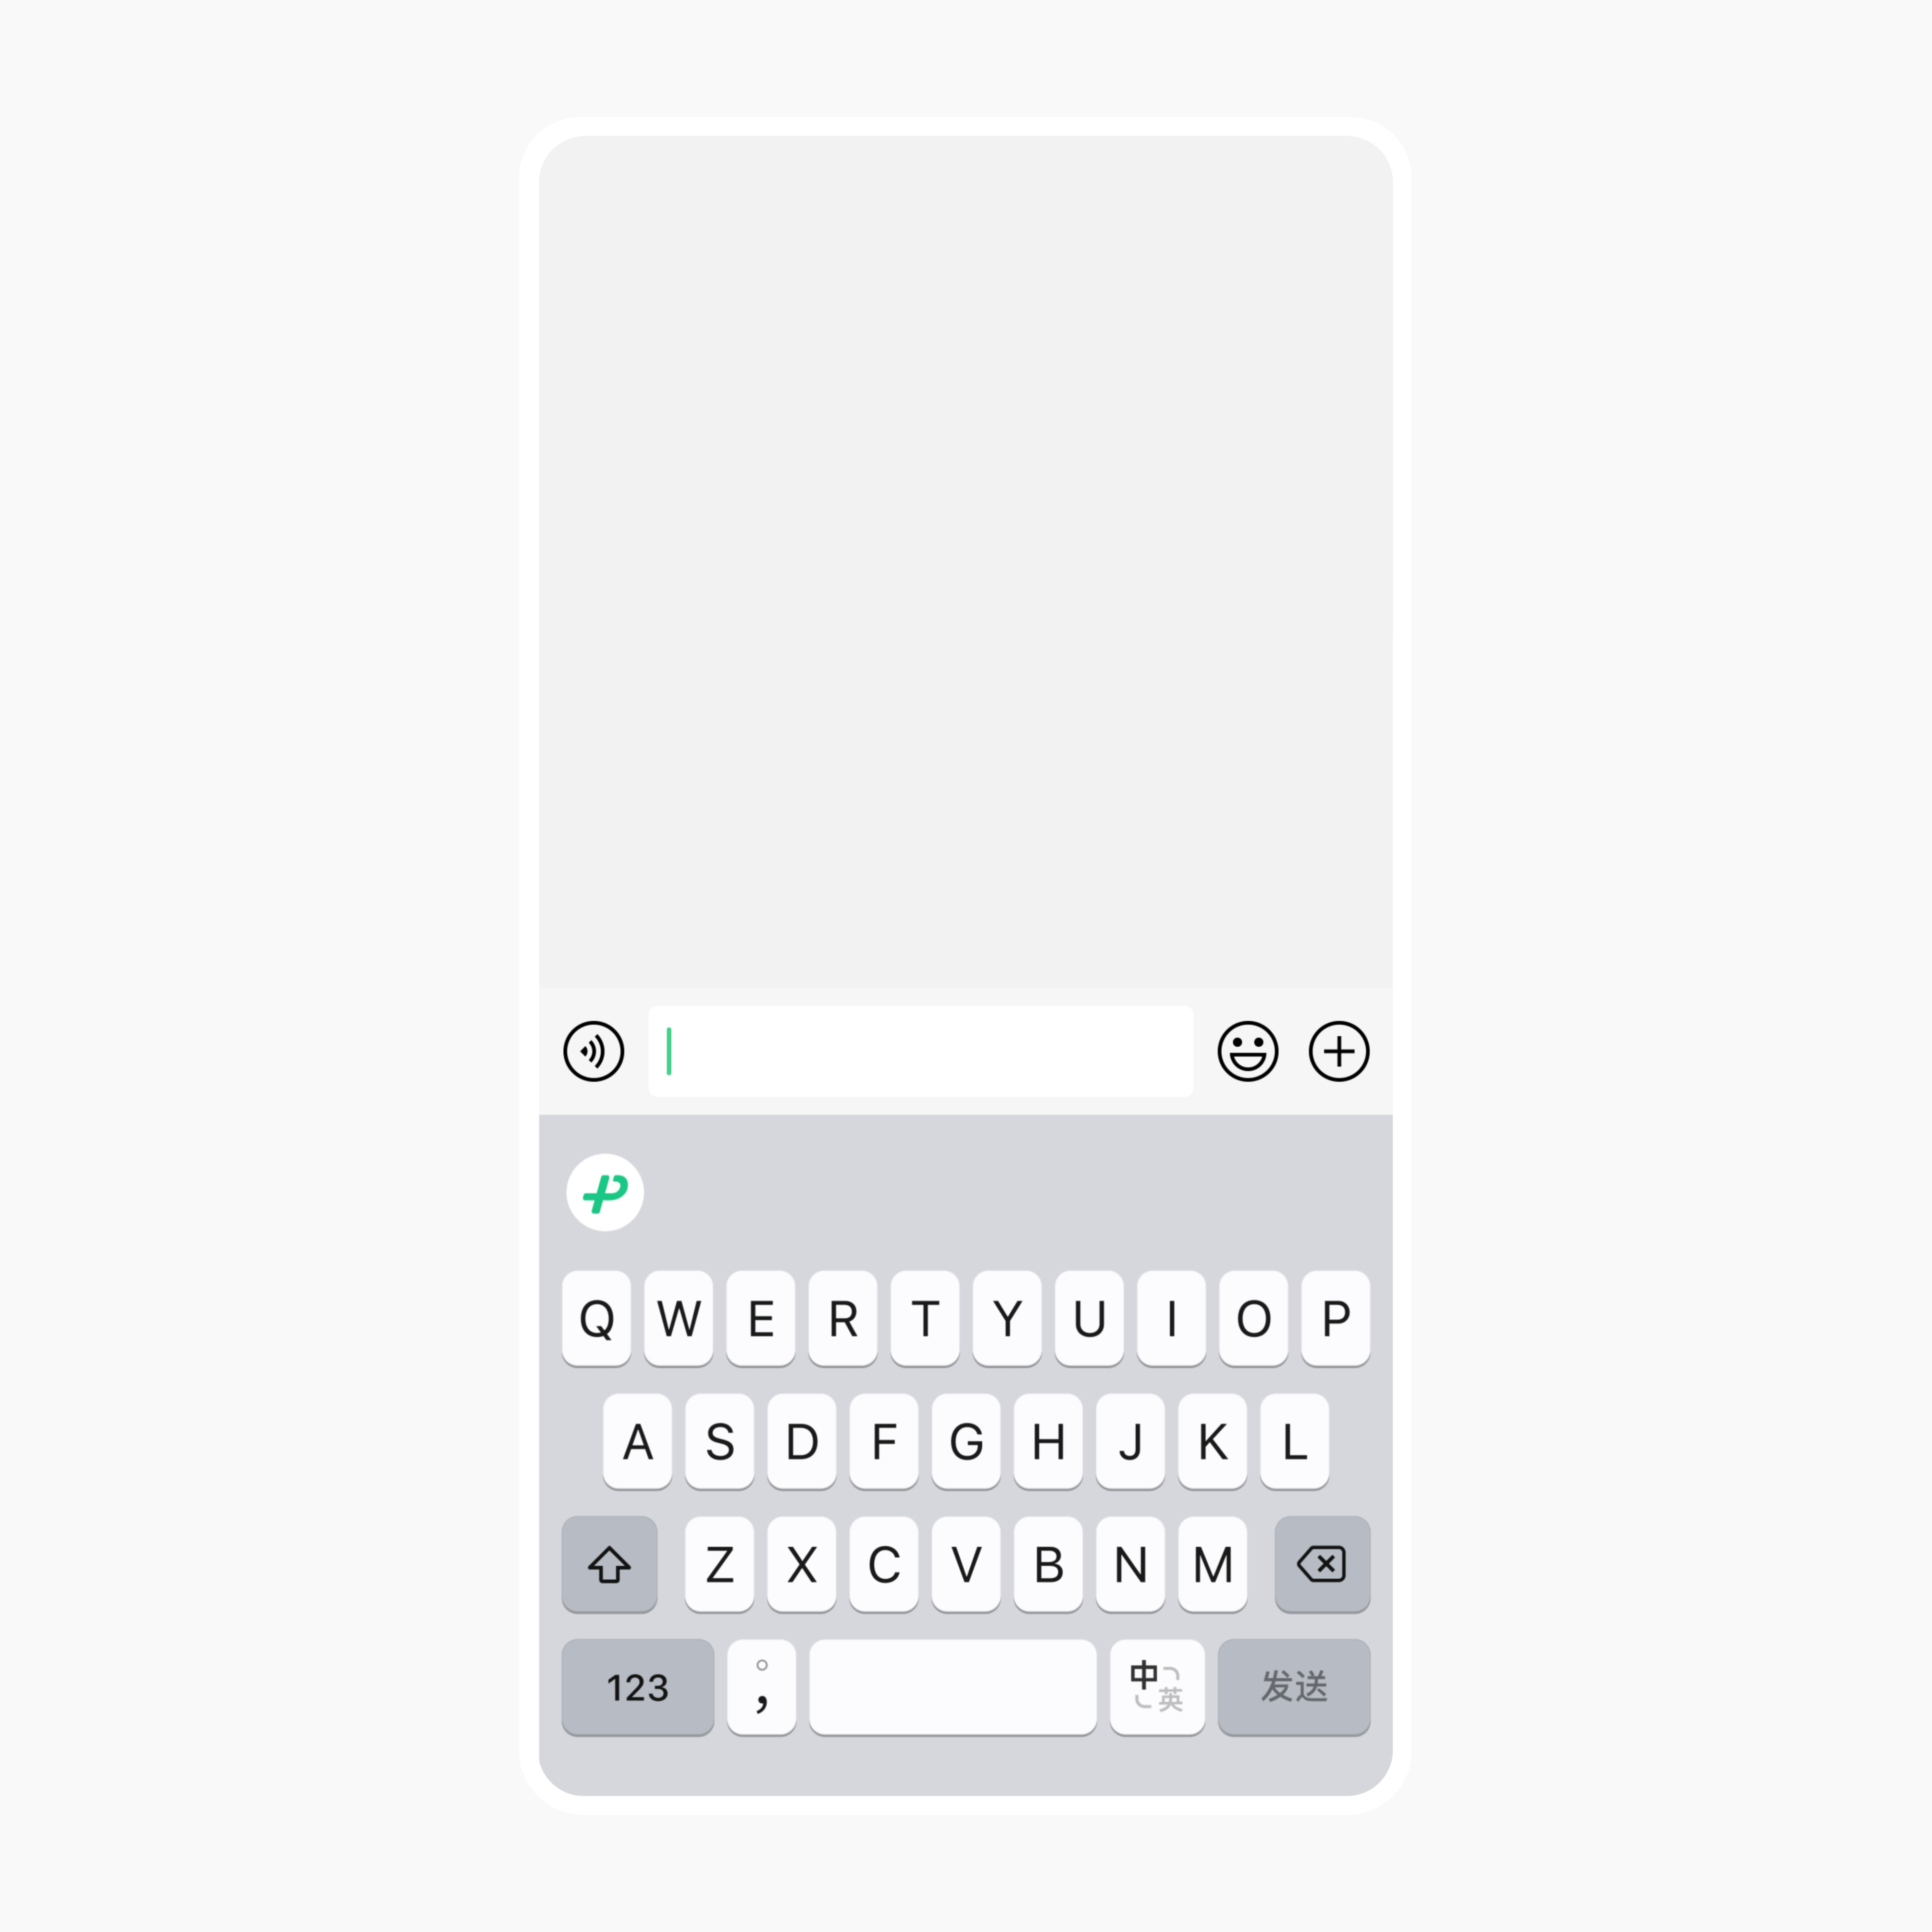 Q W E R T Y U I O P
A S D F G H J K L
Z X C V B N M
123 。 , 中 英 发送